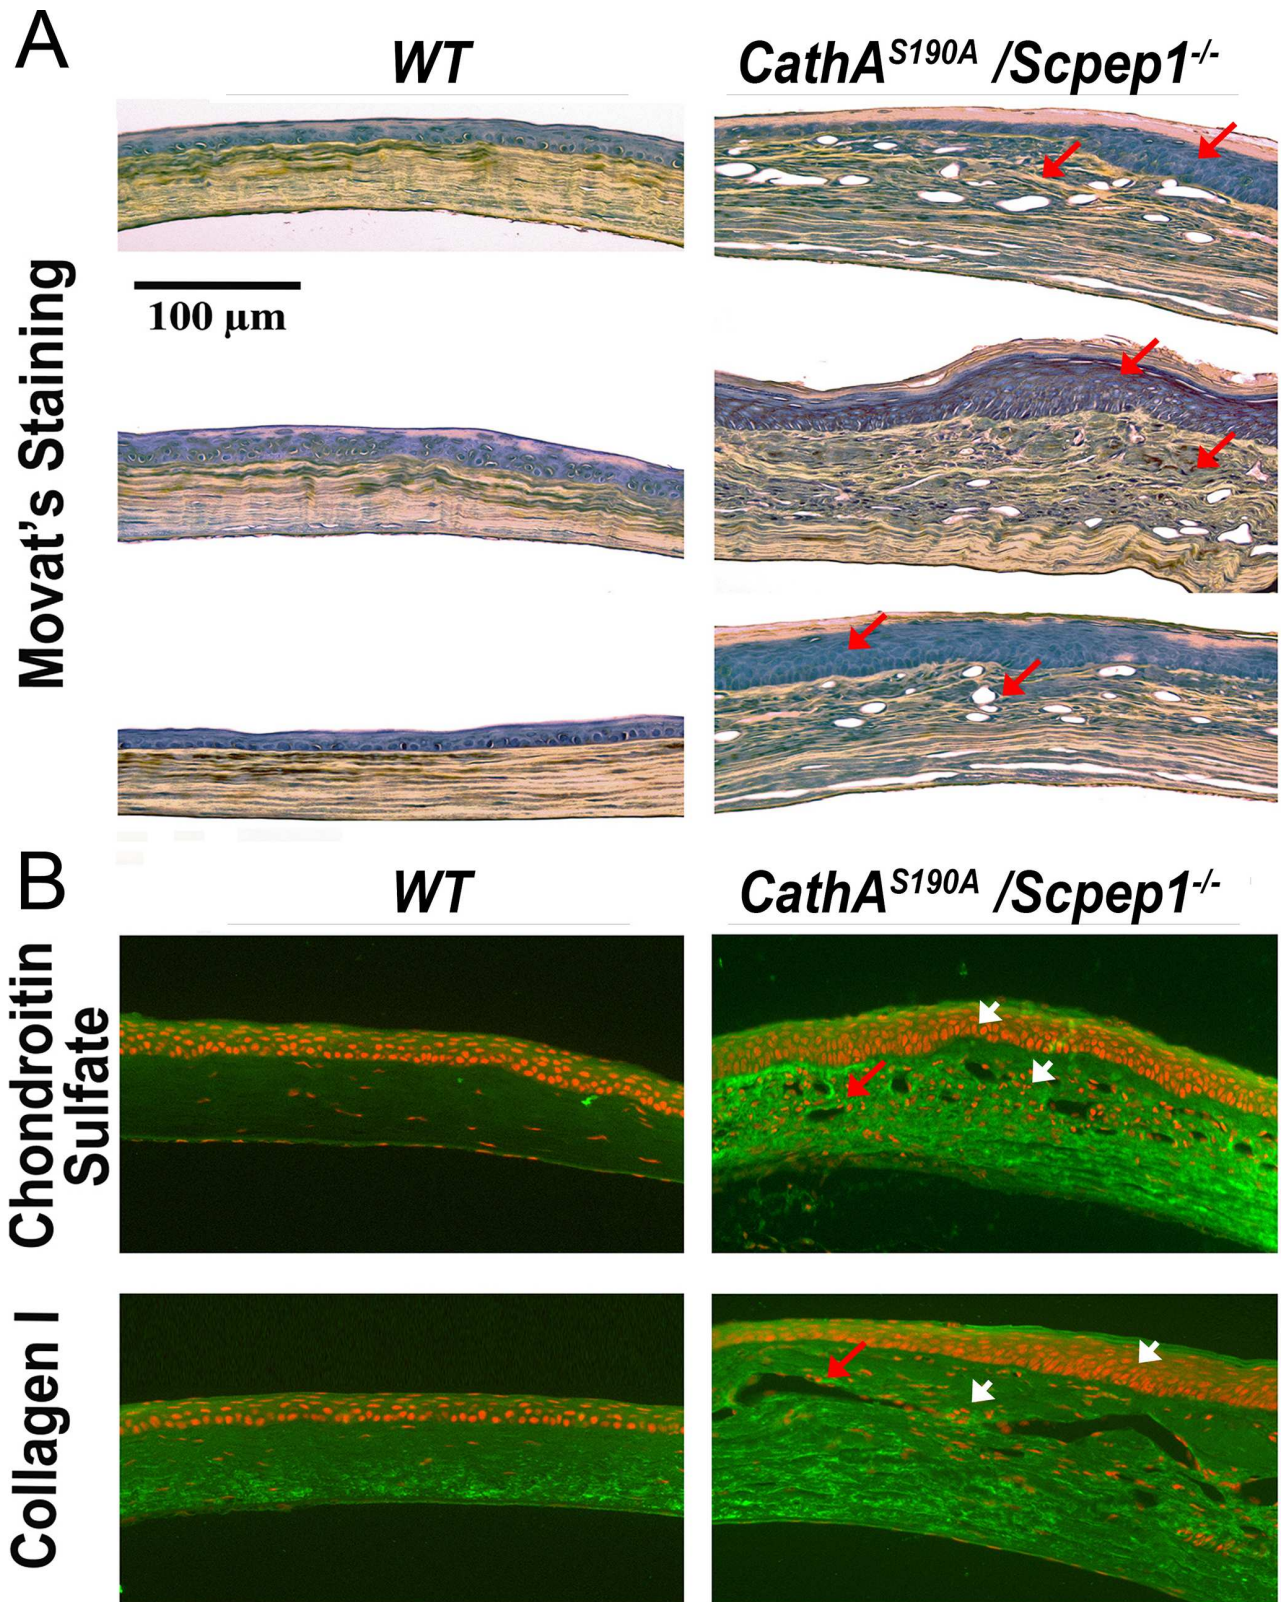 A
WT
CathA^S190A /Scpep1^-/-
Movat's Staining
100 µm
B
WT
CathA^S190A /Scpep1^-/-
Chondroitin
Sulfate
Collagen I